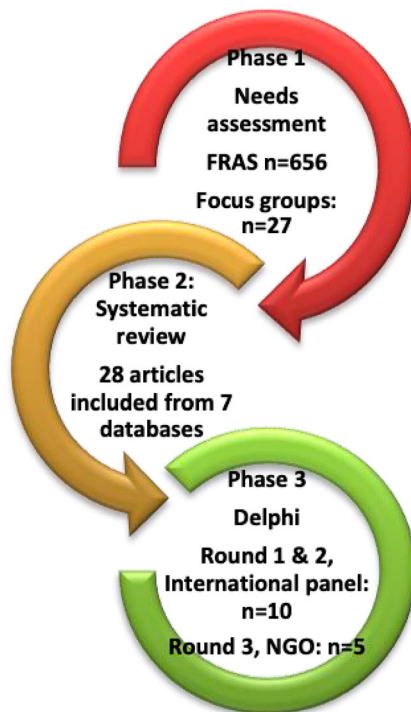 Phase 1
Needs
assessment
FRAS n=656
Focus groups:
n=27
Phase 2:
Systematic
review
28 articles
included from 7
databases
Phase 3
Delphi
Round 1 & 2,
International panel:
n=10
Round 3, NGO: n=5